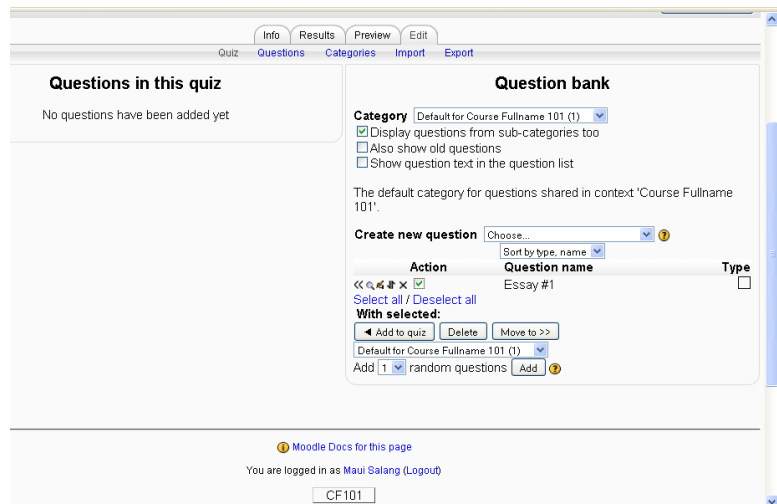 Info Results Preview Edit
Quiz Questions Categories Import Export
Questions in this quiz
No questions have been added yet
Question bank
Category Default for Course Fullname 101 (1)
Display questions from sub-categories too
Also show old questions
Show question text in the question list
The default category for questions shared in context 'Course Fullname
101'.
Create new question Choose... ?
Sort by type, name
Action Question name Type
Essay #1
Select all / Deselect all
With selected:
◄ Add to quiz Delete Move to >>
Default for Course Fullname 101 (1)
Add 1 random questions Add ?
Moodle Docs for this page
You are logged in as Maui Salang (Logout)
CF101